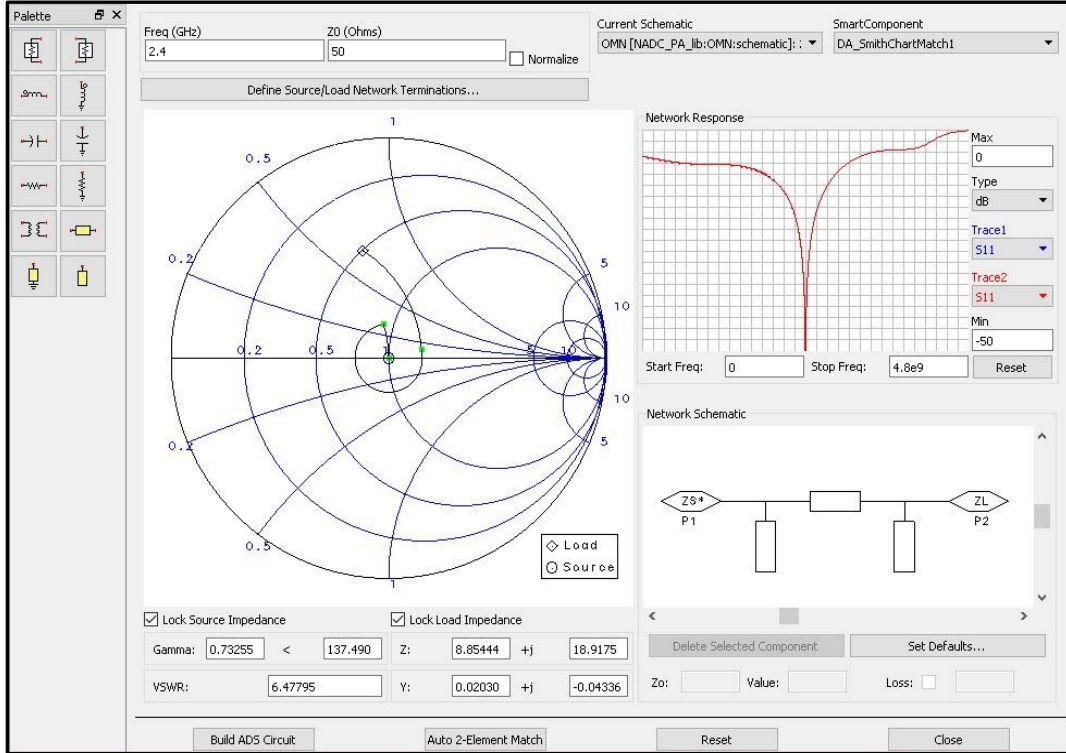 Palette
Freq (GHz)
2.4
Z0 (Ohms)
50
Normalize
Current Schematic
OMN [NADC_PA_lib:OMN:schematic]: :
SmartComponent
DA_SmithChartMatch1
Define Source/Load Network Terminations...
1
0.5
0.2
5
10
0.2 0.5 1 5 10
10
5
0.2
0.5
1
Load
Source
Network Response
Max
0
Type
dB
Trace1
S11
Trace2
S11
Min
-50
Start Freq: 0 Stop Freq: 4.8e9 Reset
Network Schematic
ZS*
P1
ZL
P2
Lock Source Impedance Lock Load Impedance
Gamma: 0.73255 < 137.490 Z: 8.85444 +j 18.9175
VSWR: 6.47795 Y: 0.02030 +j -0.04336
Delete Selected Component Set Defaults...
Zo: Value: Loss:
Build ADS Circuit Auto 2-Element Match Reset Close